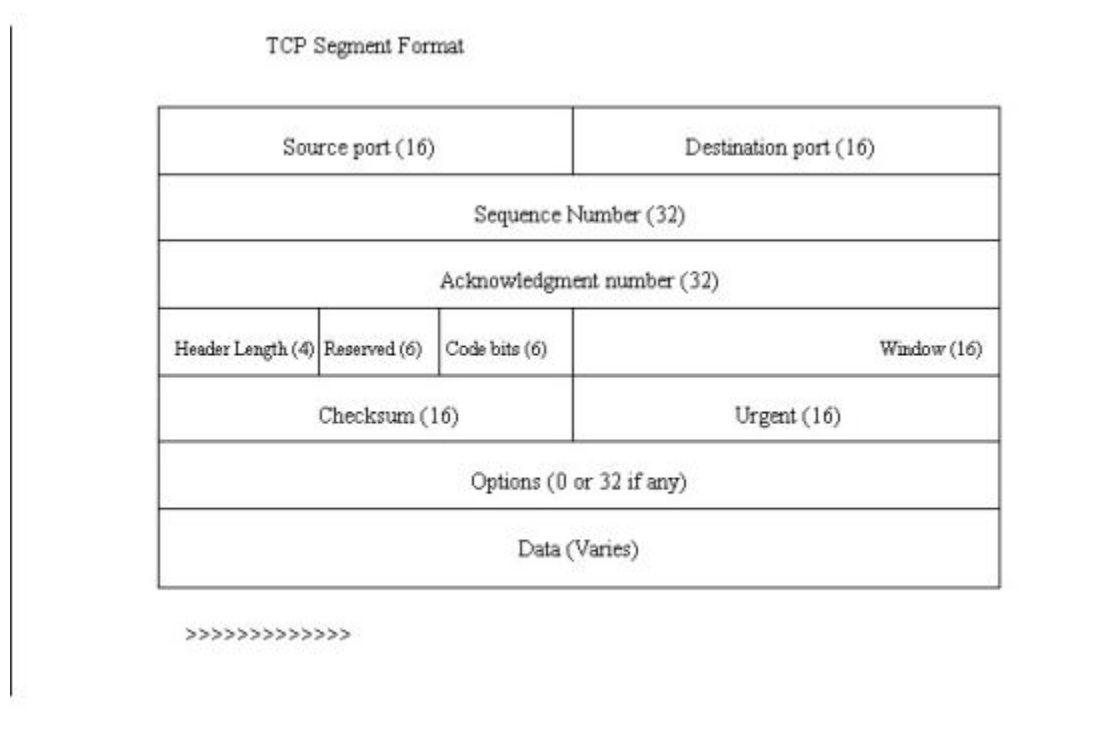 TCP Segment Format
Source port (16) Destination port (16)
Sequence Number (32)
Acknowledgment number (32)
Header Length (4) Reserved (6) Code bits (6) Window (16)
Checksum (16) Urgent (16)
Options (0 or 32 if any)
Data (Varies)
>>>>>>>>>>>>>